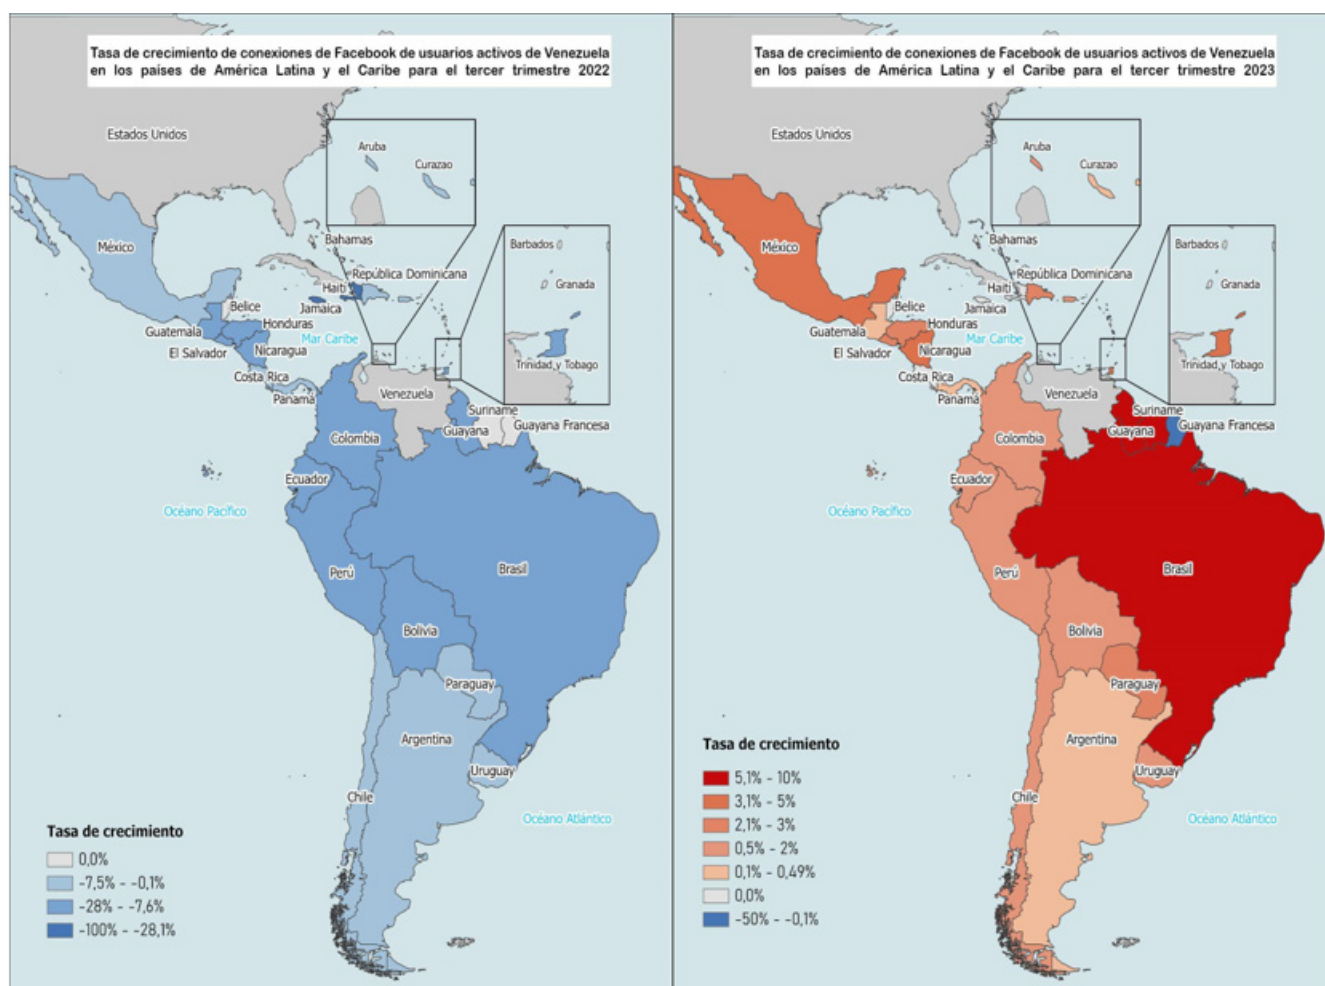 Tasa de crecimiento de conexiones de Facebook de usuarios activos de Venezuela
en los países de América Latina y el Caribe para el tercer trimestre 2022
Estados Unidos
Aruba
Curazao
México
Bahamas
Barbados
República Dominicana
Haití
Granada
Belice
Jamaica
Guatemala
Honduras
Mar Caribe
El Salvador
Nicaragua
Trinidad y Tobago
Costa Rica
Panamá
Venezuela
Suriname
Guayana
Guayana Francesa
Colombia
Ecuador
Océano Pacífico
Perú
Brasil
Bolivia
Paraguay
Argentina
Uruguay
Chile
Océano Atlántico
Tasa de crecimiento
0,0%
-7,5% - -0,1%
-28% - -7,6%
-100% - -28,1%
Tasa de crecimiento de conexiones de Facebook de usuarios activos de Venezuela
en los países de América Latina y el Caribe para el tercer trimestre 2023
Estados Unidos
Aruba
Curazao
México
Bahamas
Barbados
República Dominicana
Haití
Granada
Belice
Jamaica
Guatemala
Honduras
Mar Caribe
El Salvador
Nicaragua
Trinidad y Tobago
Costa Rica
Panamá
Venezuela
Suriname
Guayana
Guayana Francesa
Colombia
Ecuador
Océano Pacífico
Perú
Brasil
Bolivia
Paraguay
Argentina
Uruguay
Chile
Océano Atlántico
Tasa de crecimiento
5,1% - 10%
3,1% - 5%
2,1% - 3%
0,5% - 2%
0,1% - 0,49%
0,0%
-50% - -0,1%